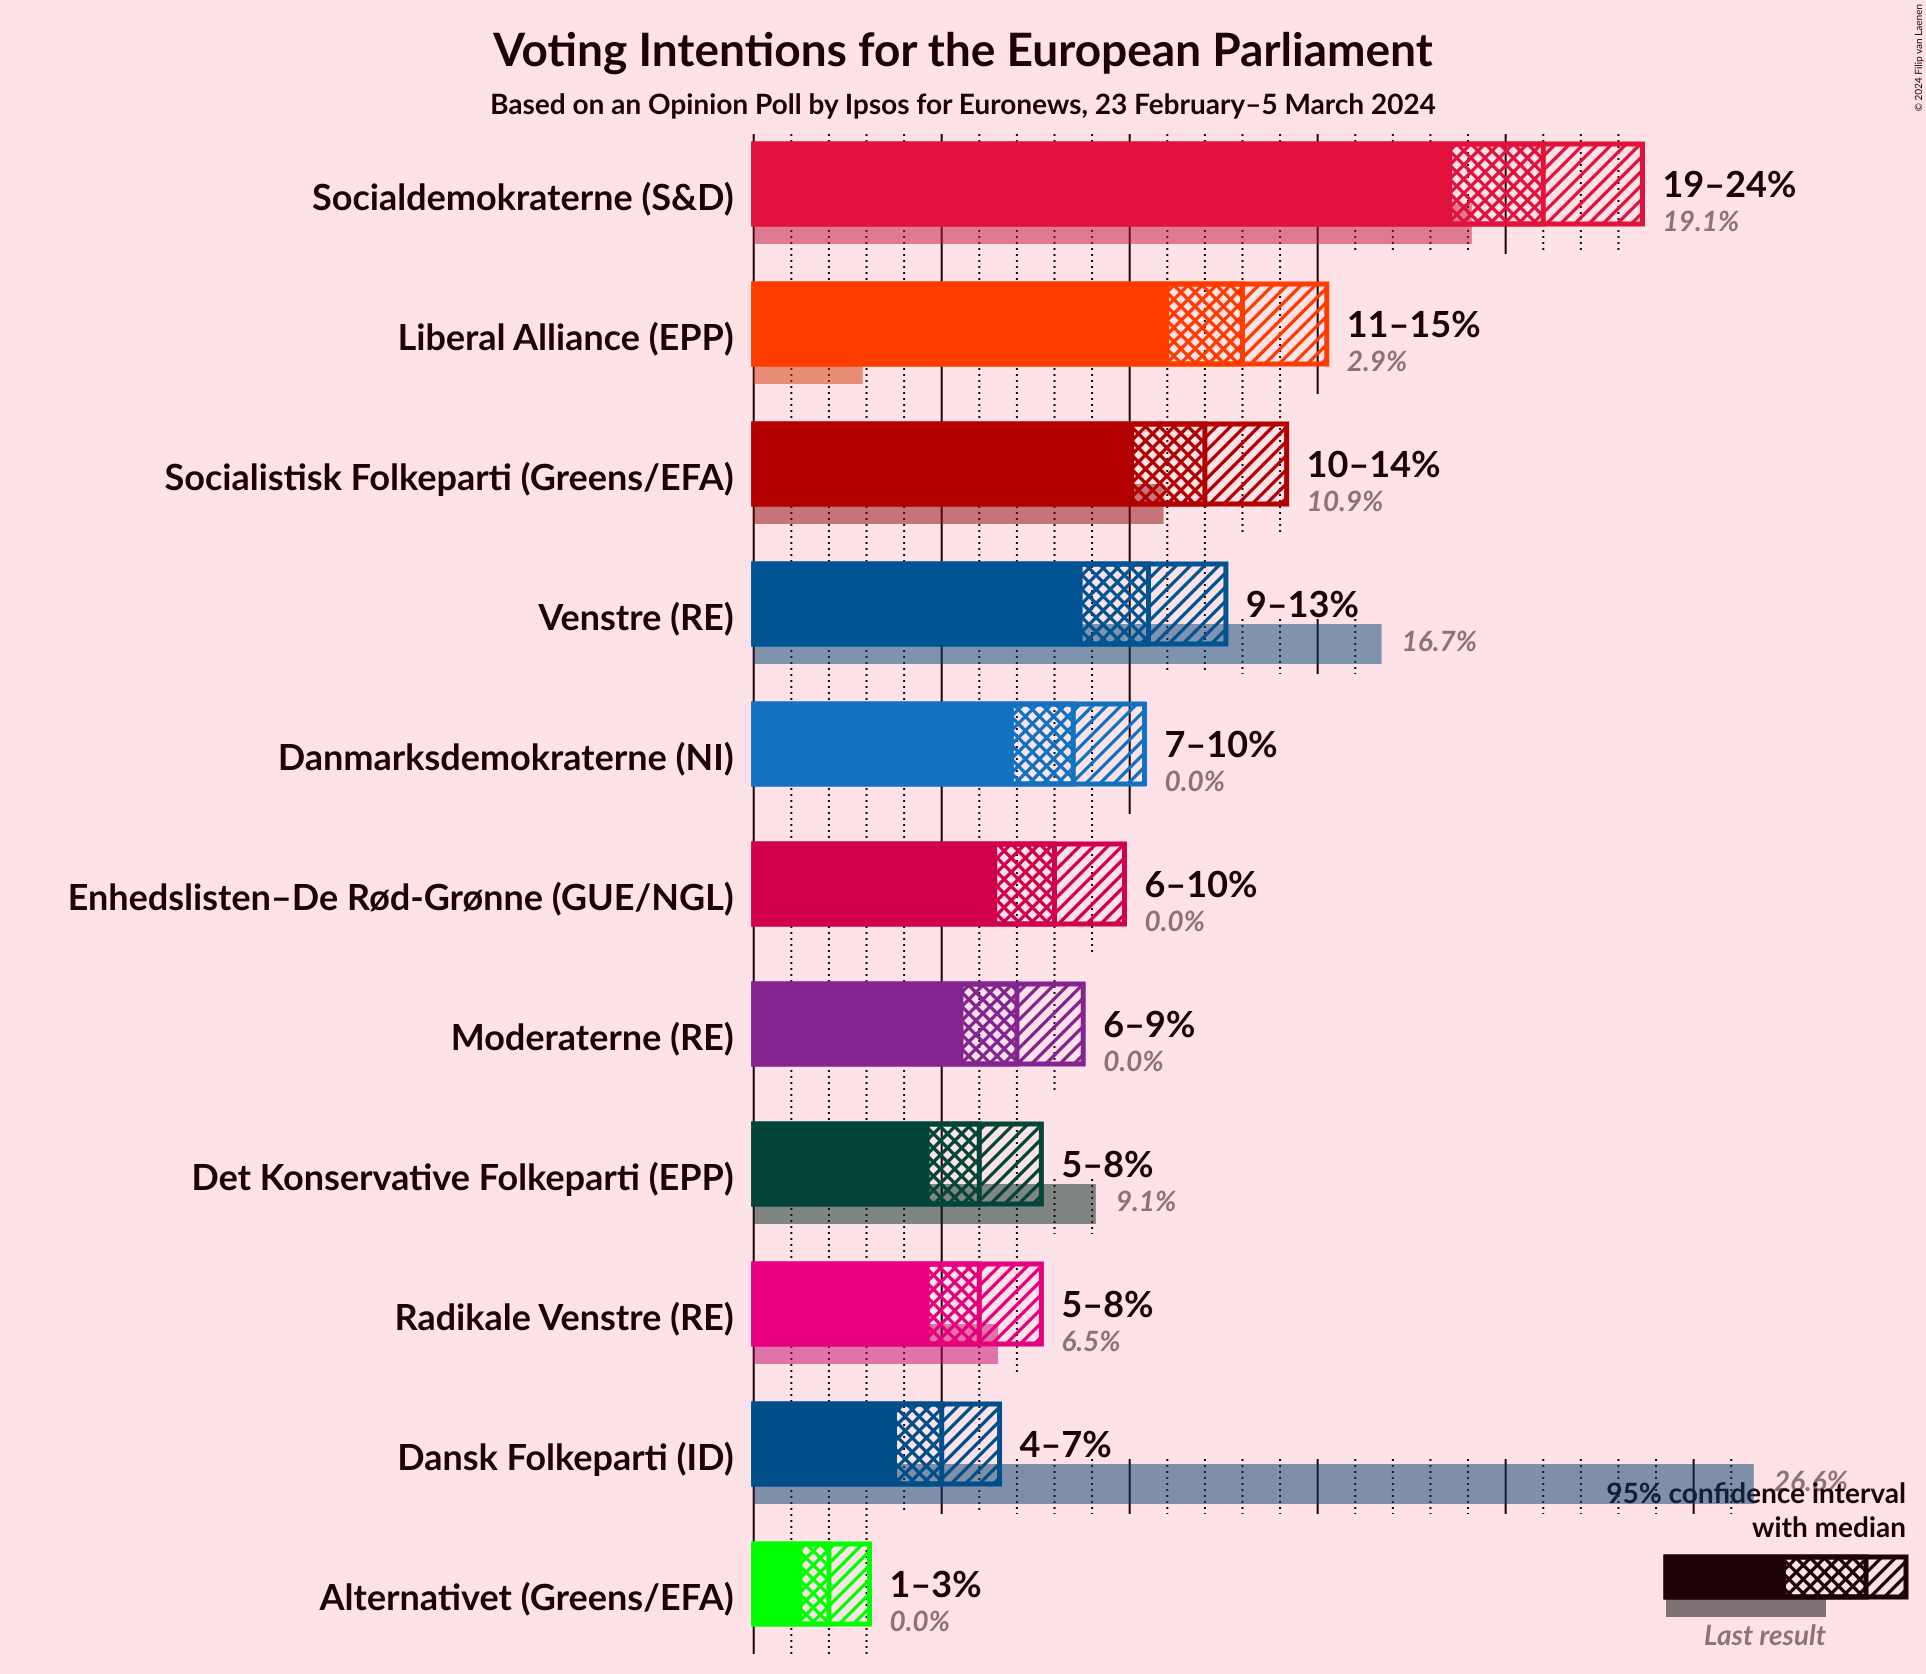 © 2024 Filip van Laenen
Voting Intentions for the European Parliament
Based on an Opinion Poll by Ipsos for Euronews, 23 February–5 March 2024
Socialdemokraterne (S&D)
19–24%
19.1%
Liberal Alliance (EPP)
11–15%
2.9%
Socialistisk Folkeparti (Greens/EFA)
10–14%
10.9%
Venstre (RE)
9–13%
16.7%
Danmarksdemokraterne (NI)
7–10%
0.0%
Enhedslisten–De Rød-Grønne (GUE/NGL)
6–10%
0.0%
Moderaterne (RE)
6–9%
0.0%
Det Konservative Folkeparti (EPP)
5–8%
9.1%
Radikale Venstre (RE)
5–8%
6.5%
Dansk Folkeparti (ID)
4–7%
26.6%
95% confidence interval
with median
Last result
Alternativet (Greens/EFA)
1–3%
0.0%